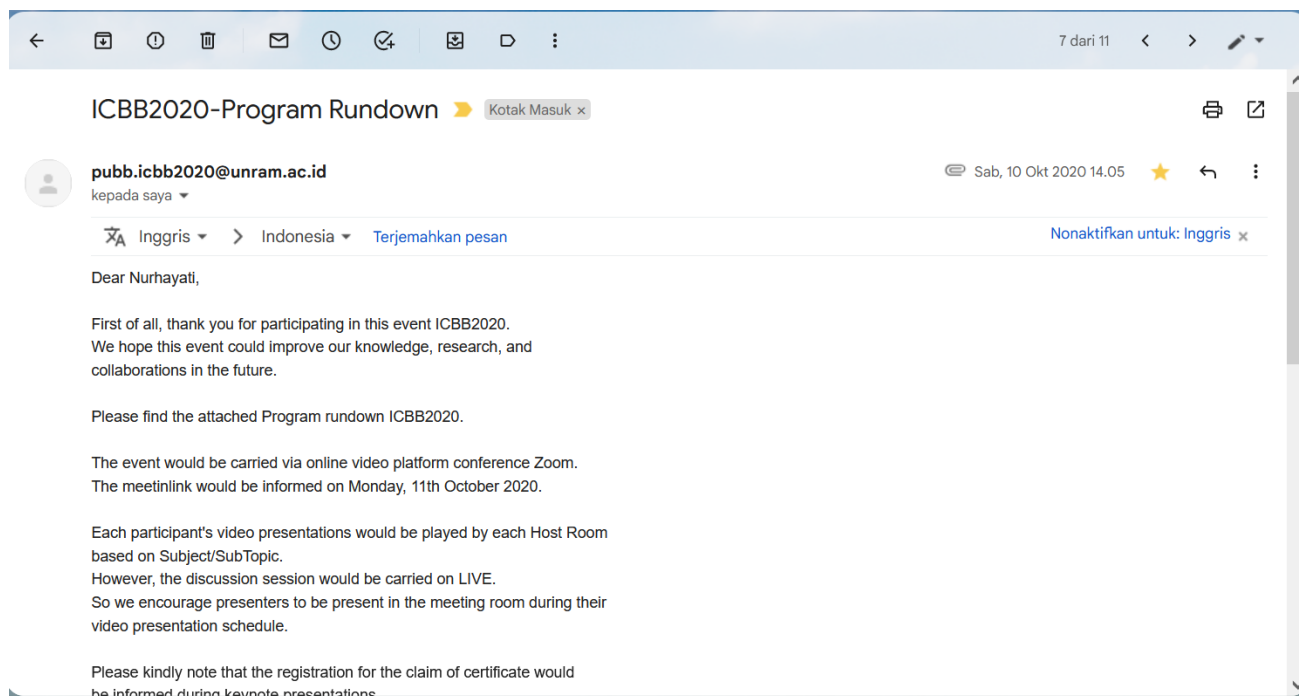 7 dari 11
ICBB2020-Program Rundown Kotak Masuk ×
pubb.icbb2020@unram.ac.id Sab, 10 Okt 2020 14.05
kepada saya
Inggris > Indonesia Terjemahkan pesan Nonaktifkan untuk: Inggris ×
Dear Nurhayati,
First of all, thank you for participating in this event ICBB2020.
We hope this event could improve our knowledge, research, and
collaborations in the future.
Please find the attached Program rundown ICBB2020.
The event would be carried via online video platform conference Zoom.
The meetinlink would be informed on Monday, 11th October 2020.
Each participant's video presentations would be played by each Host Room
based on Subject/SubTopic.
However, the discussion session would be carried on LIVE.
So we encourage presenters to be present in the meeting room during their
video presentation schedule.
Please kindly note that the registration for the claim of certificate would
be informed during keynote presentations